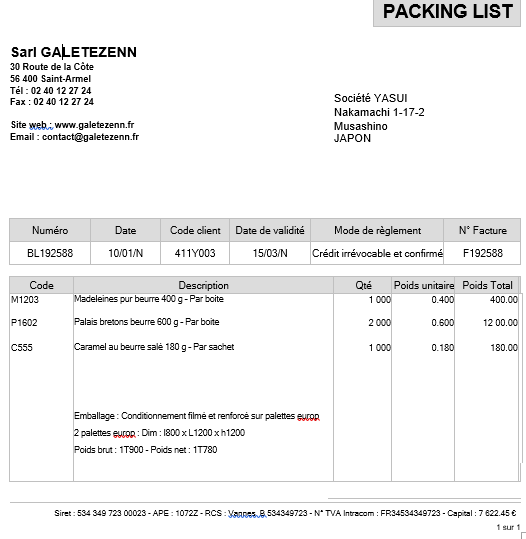 PACKING LIST
Sarl GALETEZENN
30 Route de la Côte
56 400 Saint-Armel
Tél : 02 40 12 27 24
Fax : 02 40 12 27 24
Site web : www.galetezenn.fr
Email : contact@galetezenn.fr
Société YASUI
Nakamachi 1-17-2
Musashino
JAPON
Numéro Date Code client Date de validité Mode de règlement N° Facture
BL192588 10/01/N 411Y003 15/03/N Crédit irrévocable et confirmé F192588
Code Description Qté Poids unitaire Poids Total
M1203 Madeleines pur beurre 400 g - Par boite 1 000 0.400 400.00
P1602 Palais bretons beurre 600 g - Par boite 2 000 0.600 12 00.00
C555 Caramel au beurre salé 180 g - Par sachet 1 000 0.180 180.00
Emballage : Conditionnement filmé et renforcé sur palettes europ
2 palettes europ : Dim : l800 x L1200 x h1200
Poids brut : 1T900 - Poids net : 1T780
Siret : 534 349 723 00023 - APE : 1072Z - RCS : Vannes B 534349723 - N° TVA Intracom : FR34534349723 - Capital : 7 622.45 €
1 sur 1